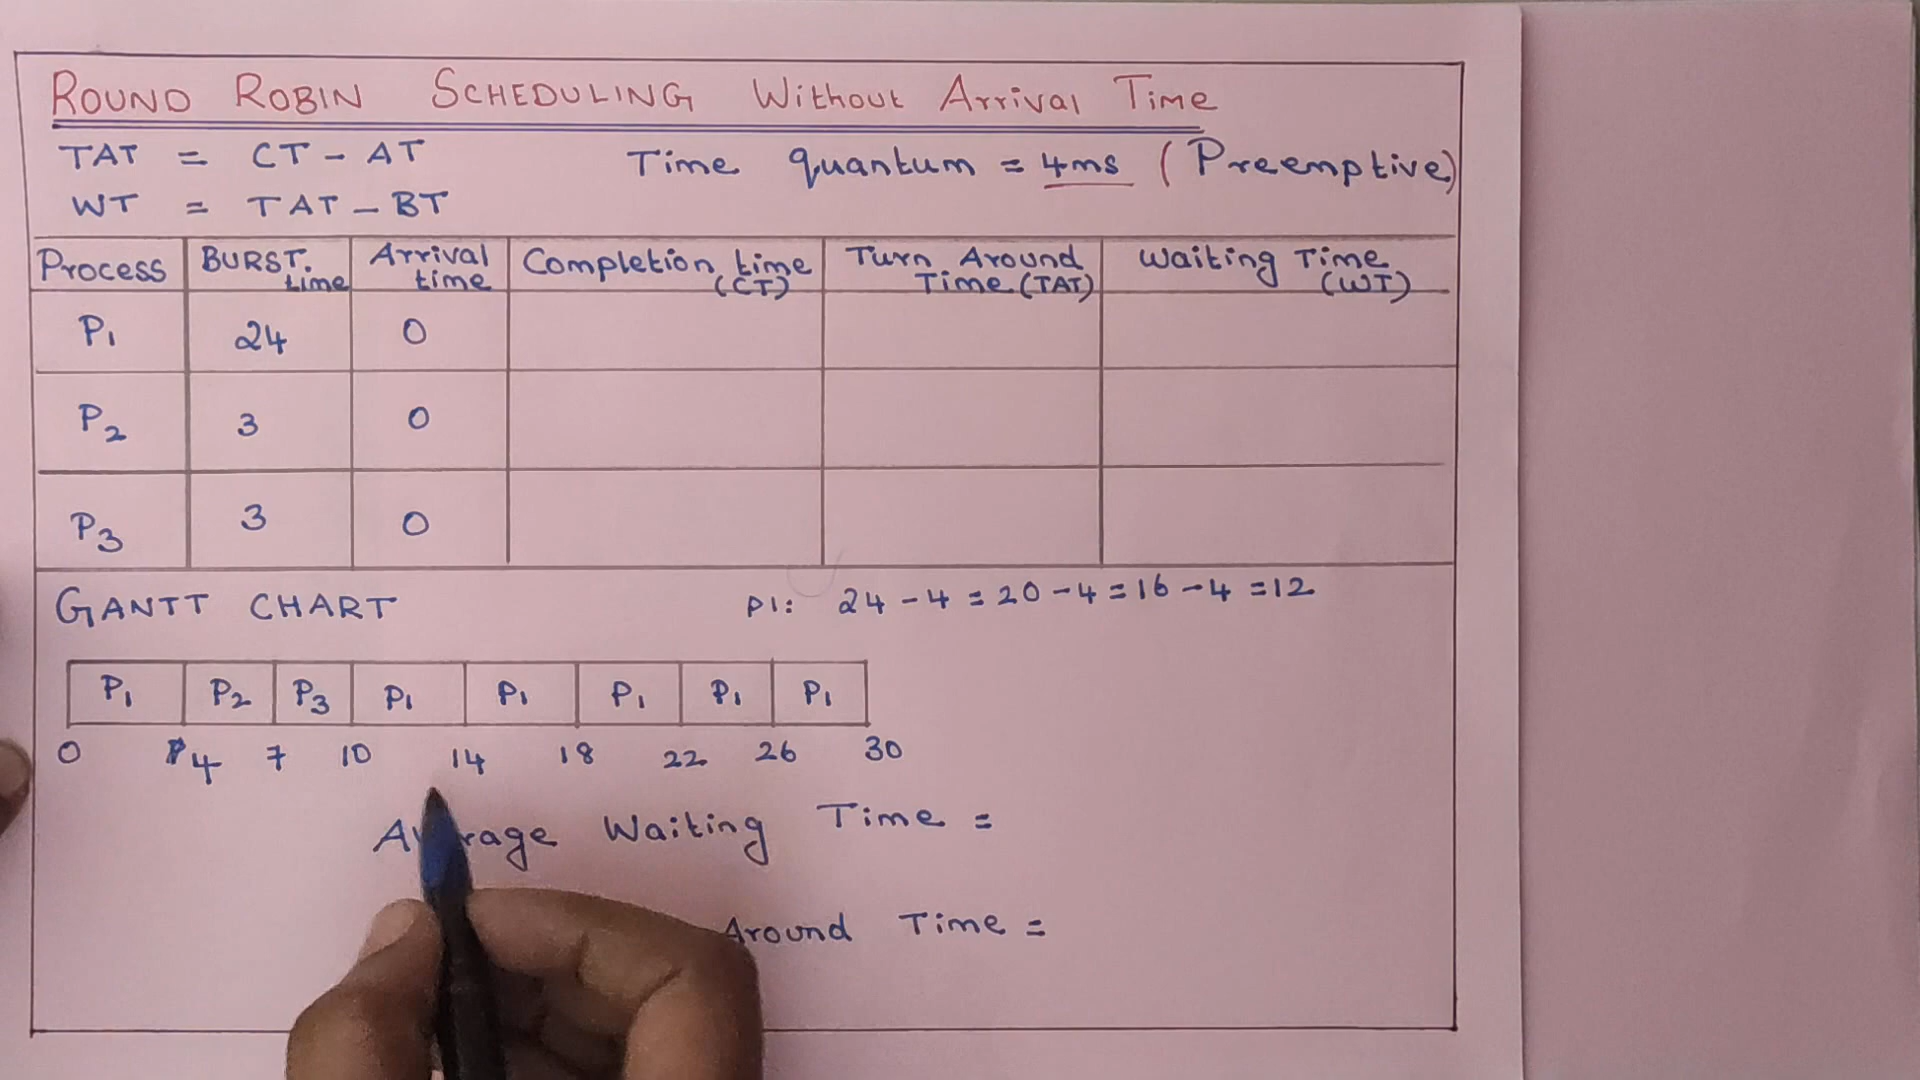 ROUND ROBIN SCHEDULING Without Arrival Time
TAT = CT - AT
Time quantum = 4ms (Preemptive)
WT = TAT - BT
Process BURST time Arrival time Completion time (CT) Turn Around Time (TAT) Waiting Time (WT)
P1 24 0
P2 3 0
P3 3 0
GANTT CHART
P1: 24 - 4 = 20 - 4 = 16 - 4 = 12
P1 P2 P3 P1 P1 P1 P1 P1
0 4 7 10 14 18 22 26 30
Waiting Time =
Around Time =